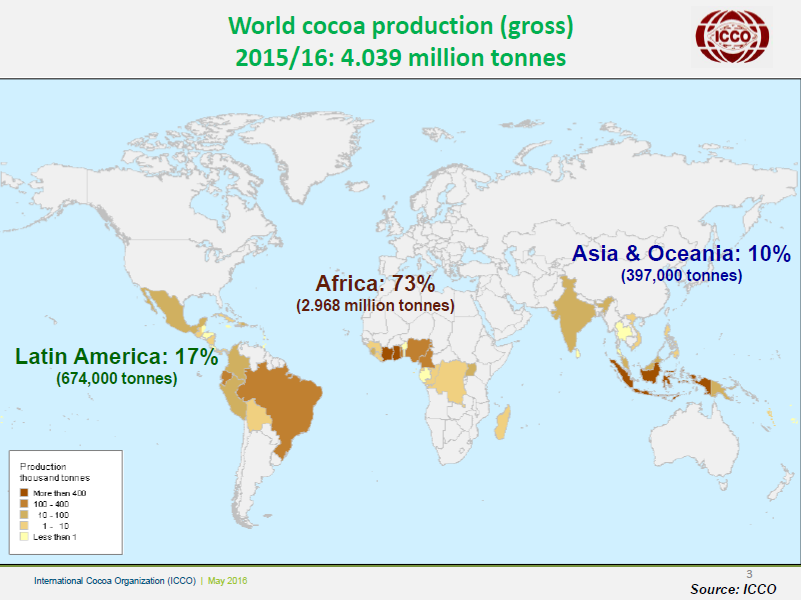 World cocoa production (gross)
2015/16: 4.039 million tonnes
ICCO
Asia & Oceania: 10%
(397,000 tonnes)
Africa: 73%
(2.968 million tonnes)
Latin America: 17%
(674,000 tonnes)
Production
thousand tonnes
More than 400
100 - 400
10 - 100
1 - 10
Less than 1
3
International Cocoa Organization (ICCO) | May 2016
Source: ICCO